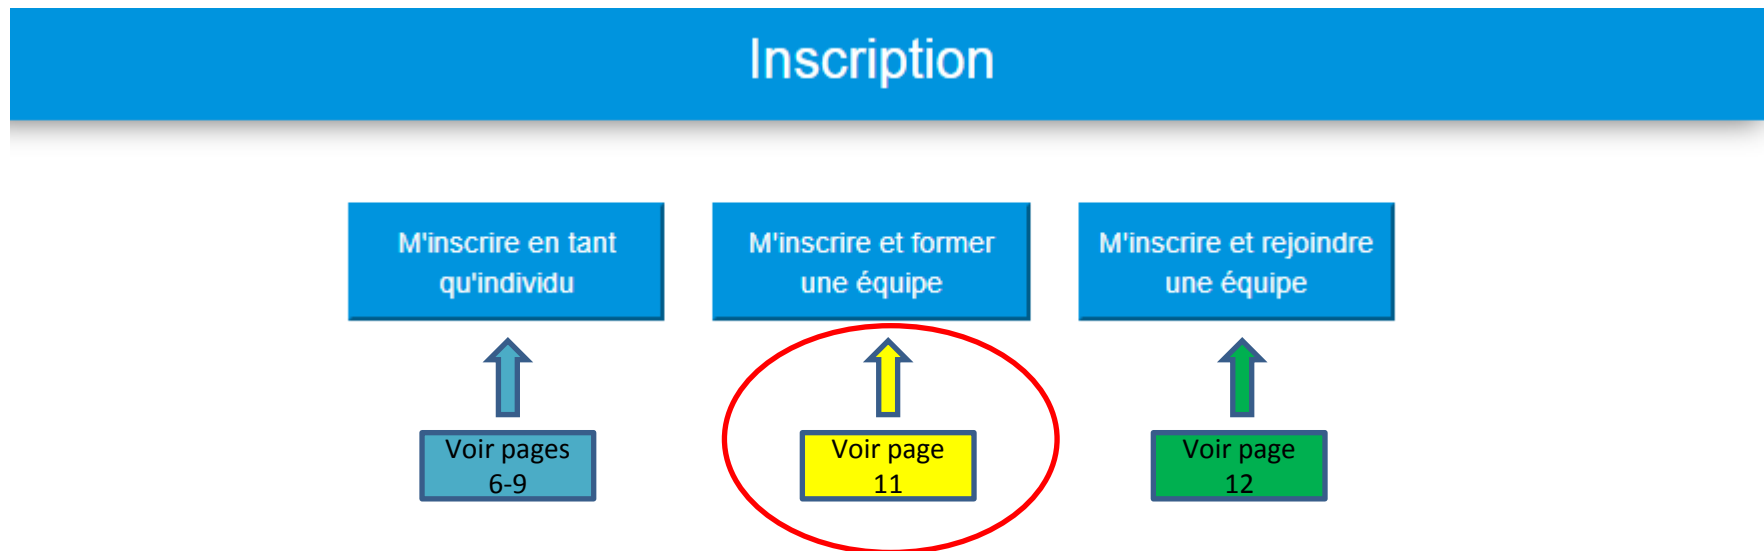 Inscription
M'inscrire en tant
qu'individu
M'inscrire et former
une équipe
M'inscrire et rejoindre
une équipe
Voir pages
6-9
Voir page
11
Voir page
12